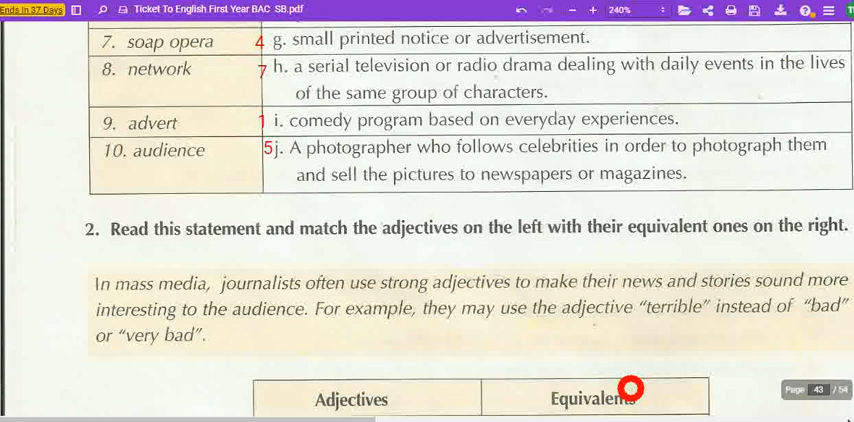 Ends in 37 Days Ticket To English First Year BAC SB.pdf 240%
7. soap opera 4 g. small printed notice or advertisement.
8. network 7 h. a serial television or radio drama dealing with daily events in the lives
of the same group of characters.
9. advert 1 i. comedy program based on everyday experiences.
10. audience 5 j. A photographer who follows celebrities in order to photograph them
and sell the pictures to newspapers or magazines.
2. Read this statement and match the adjectives on the left with their equivalent ones on the right.
In mass media, journalists often use strong adjectives to make their news and stories sound more
interesting to the audience. For example, they may use the adjective “terrible” instead of “bad”
or “very bad”.
Adjectives Equivalents
Page 43 / 54